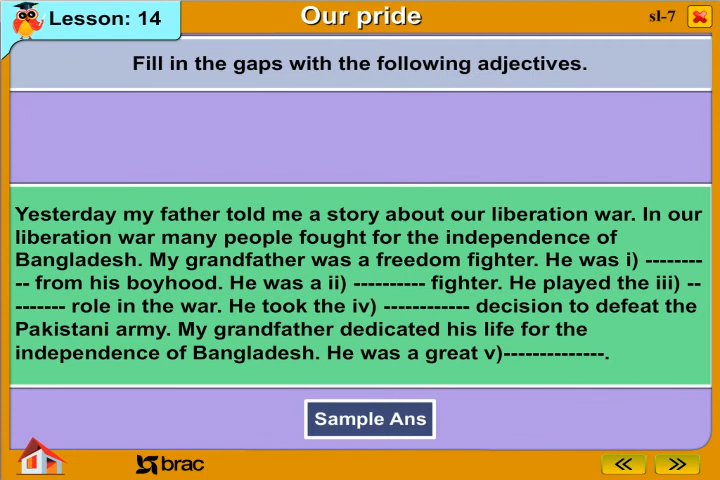 Lesson: 14
Our pride
sl-7
Fill in the gaps with the following adjectives.
Yesterday my father told me a story about our liberation war. In our
liberation war many people fought for the independence of
Bangladesh. My grandfather was a freedom fighter. He was i) --------
-- from his boyhood. He was a ii) ---------- fighter. He played the iii) --
------- role in the war. He took the iv) ------------ decision to defeat the
Pakistani army. My grandfather dedicated his life for the
independence of Bangladesh. He was a great v)--------------.
Sample Ans
brac